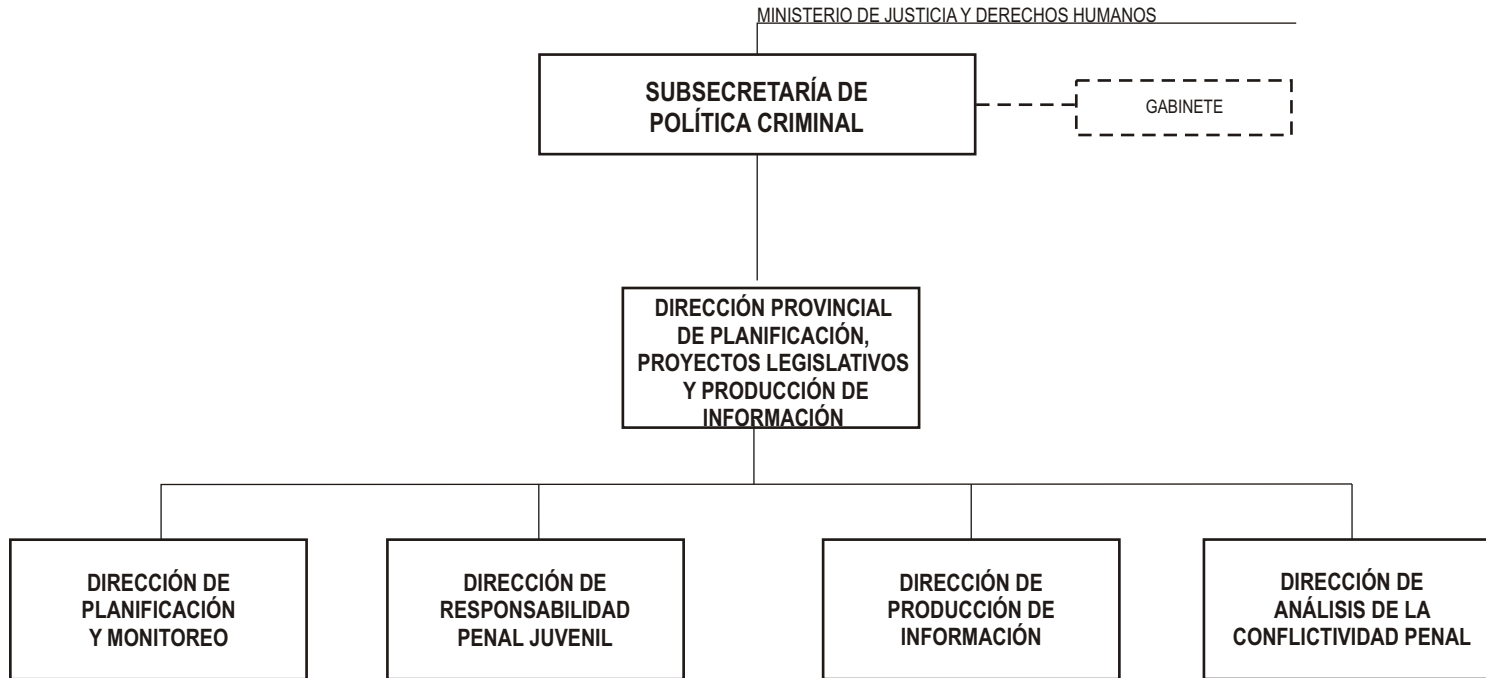 MINISTERIO DE JUSTICIA Y DERECHOS HUMANOS
SUBSECRETARÍA DE
POLÍTICA CRIMINAL
GABINETE
DIRECCIÓN PROVINCIAL
DE PLANIFICACIÓN,
PROYECTOS LEGISLATIVOS
Y PRODUCCIÓN DE
INFORMACIÓN
DIRECCIÓN DE
PLANIFICACIÓN
Y MONITOREO
DIRECCIÓN DE
RESPONSABILIDAD
PENAL JUVENIL
DIRECCIÓN DE
PRODUCCIÓN DE
INFORMACIÓN
DIRECCIÓN DE
ANÁLISIS DE LA
CONFLICTIVIDAD PENAL